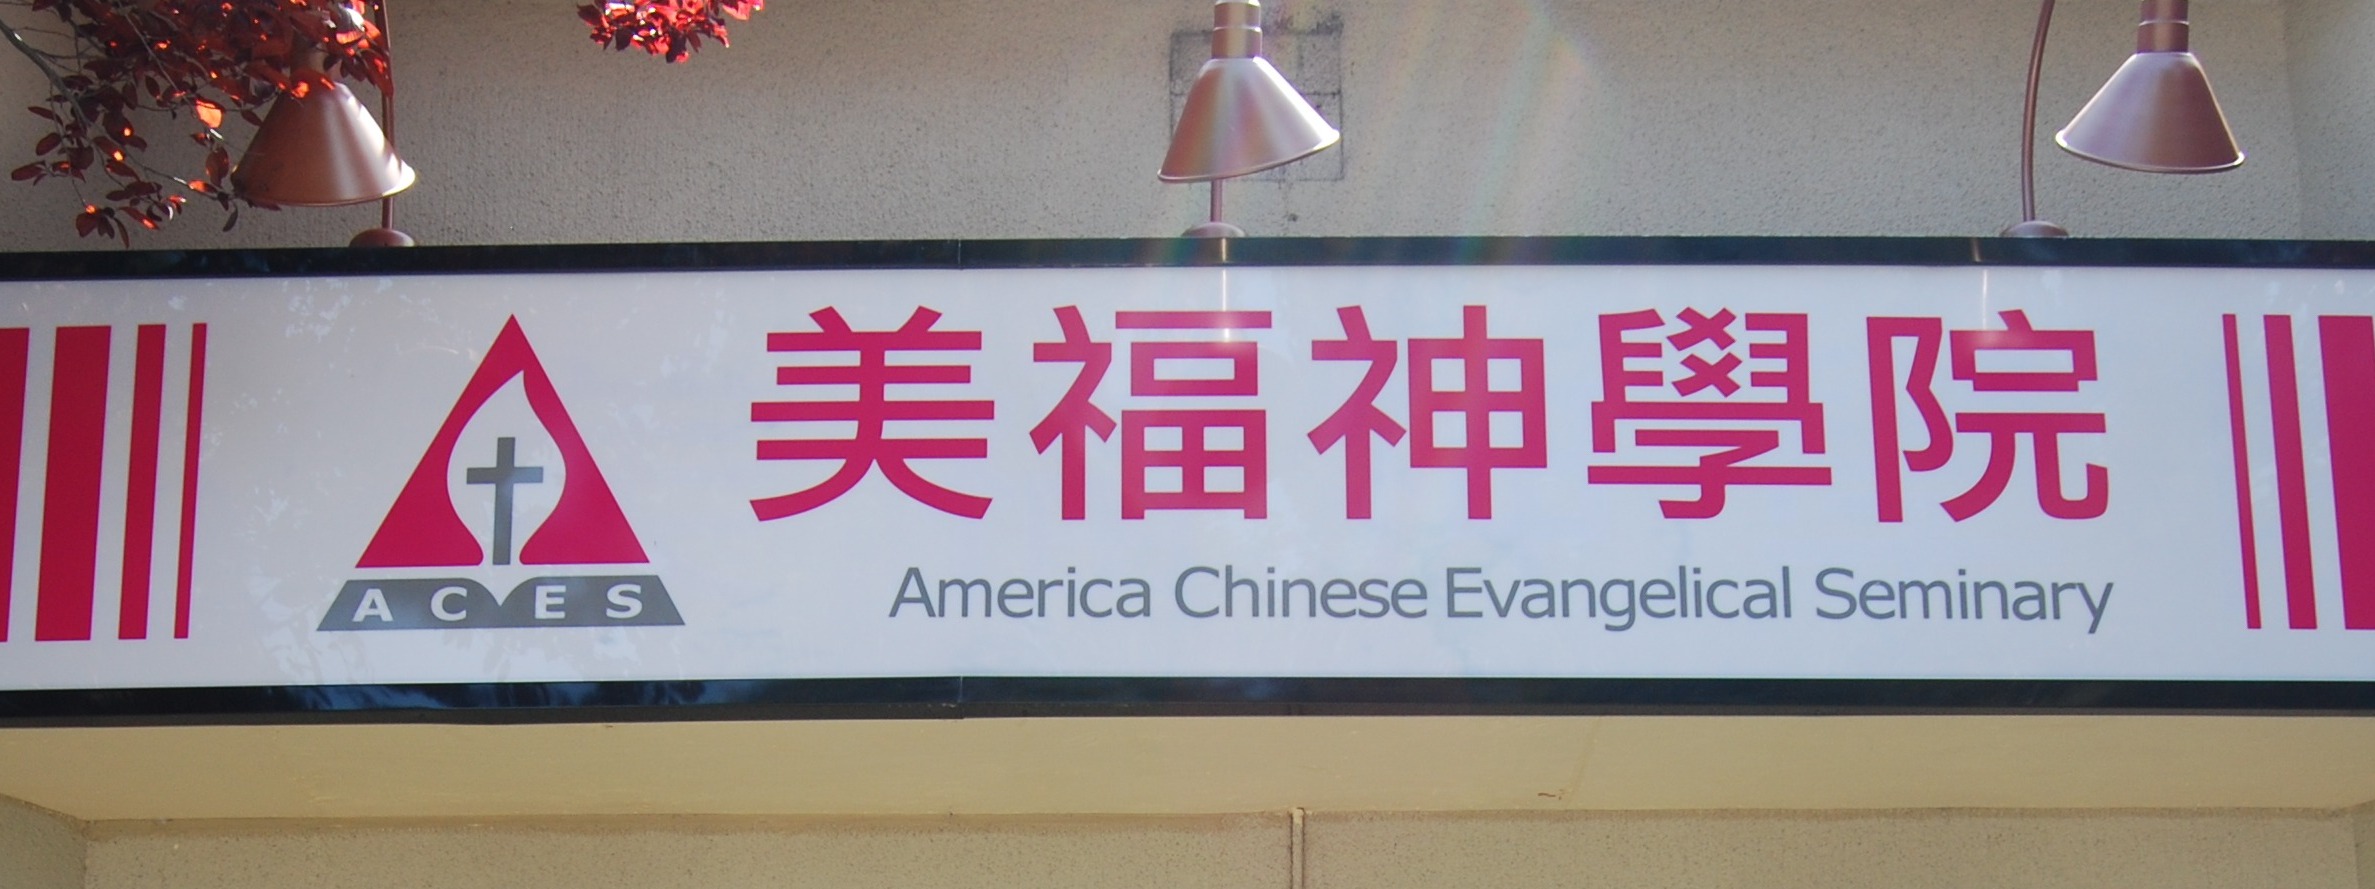 美福神學院
ACES
America Chinese Evangelical Seminary